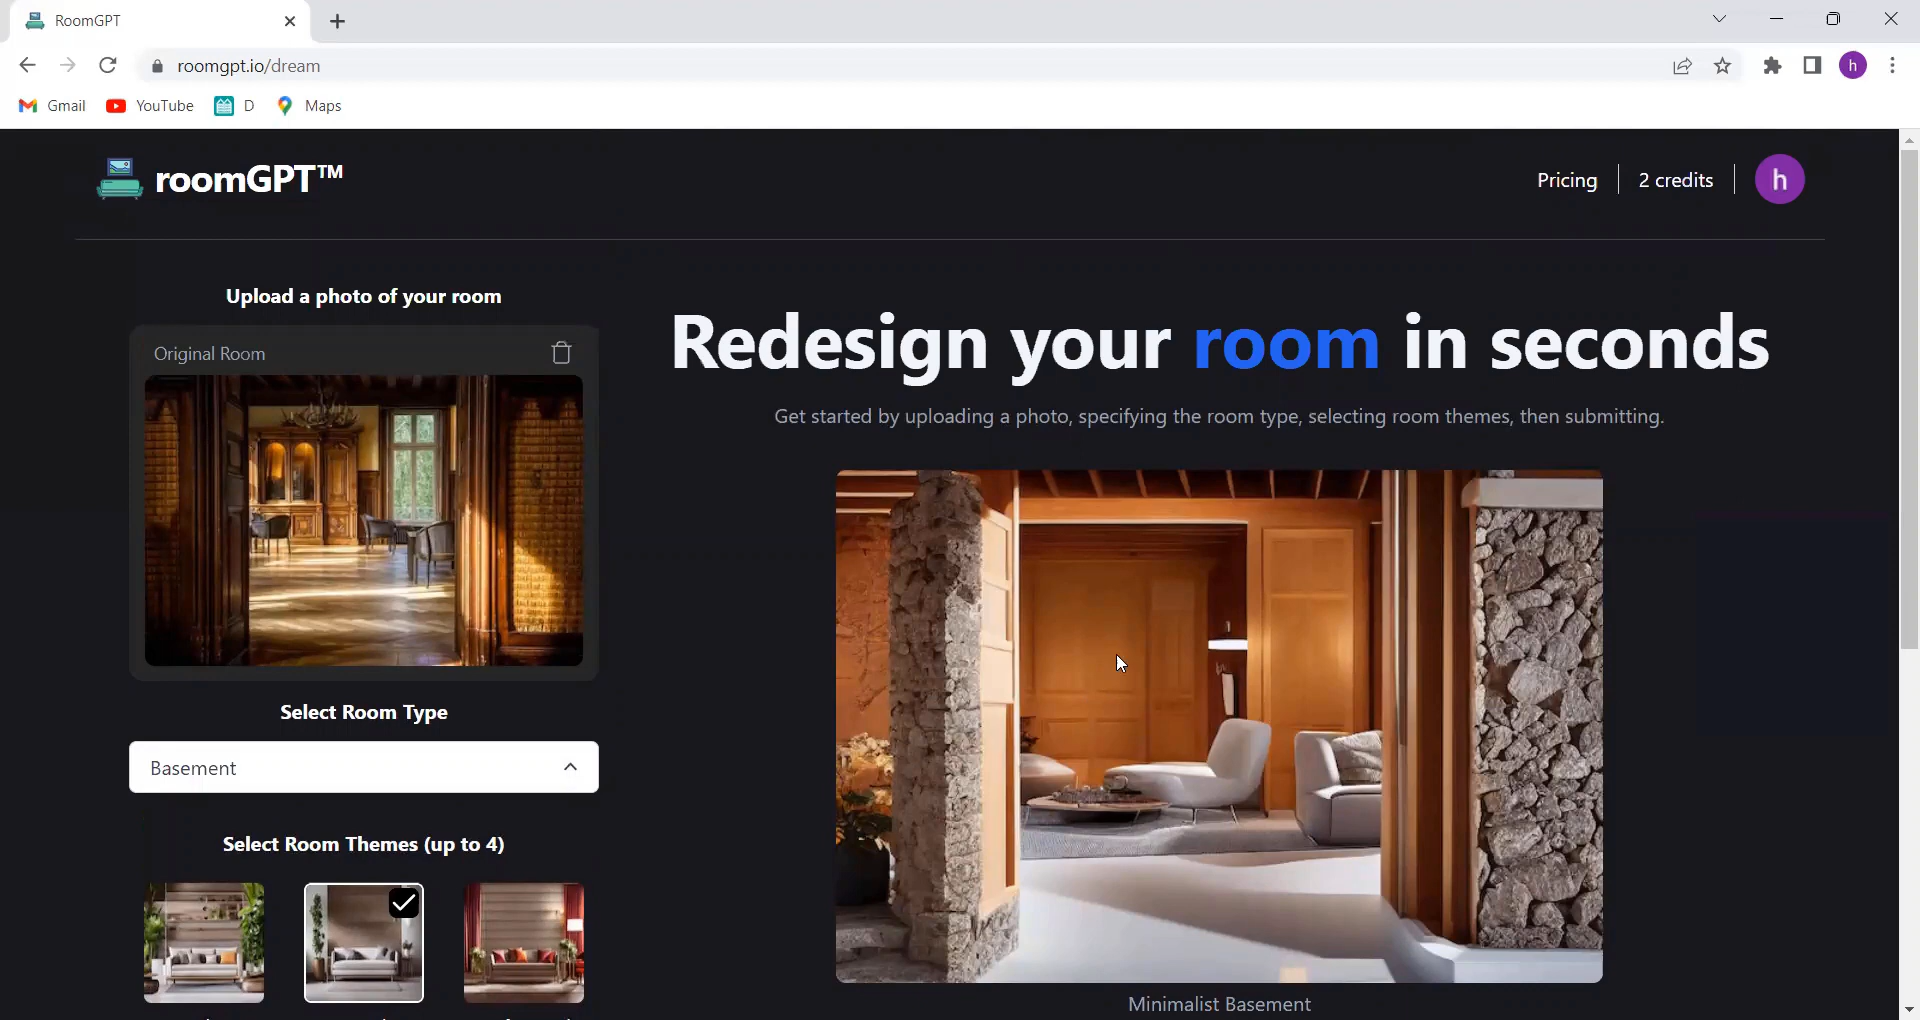 RoomGPT
roomgpt.io/dream
h
Gmail
YouTube
D
Maps
roomGPT™
Pricing
2 credits
h
Upload a photo of your room
Original Room
Redesign your room in seconds
Get started by uploading a photo, specifying the room type, selecting room themes, then submitting.
Select Room Type
Basement
Select Room Themes (up to 4)
Minimalist Basement